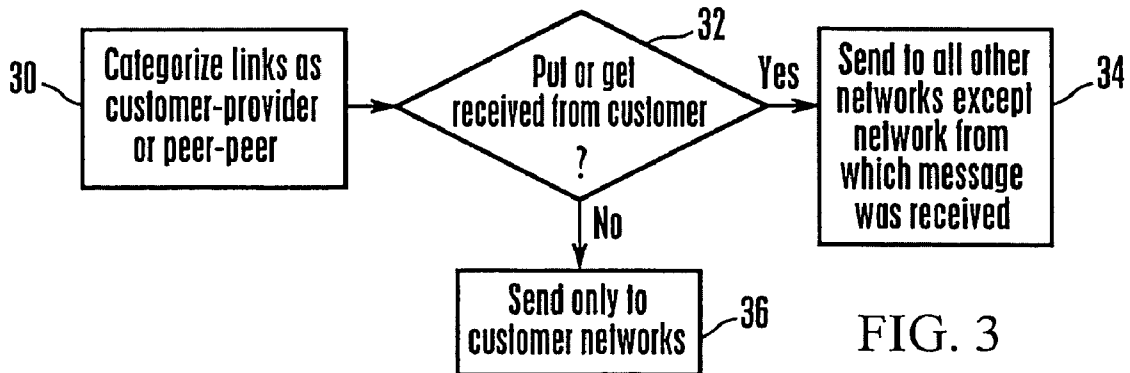 30
Categorize links as
customer-provider
or peer-peer
32
Put or get
received from customer
?
Yes
Send to all other
networks except
network from
which message
was received
34
No
Send only to
customer networks
36
FIG. 3